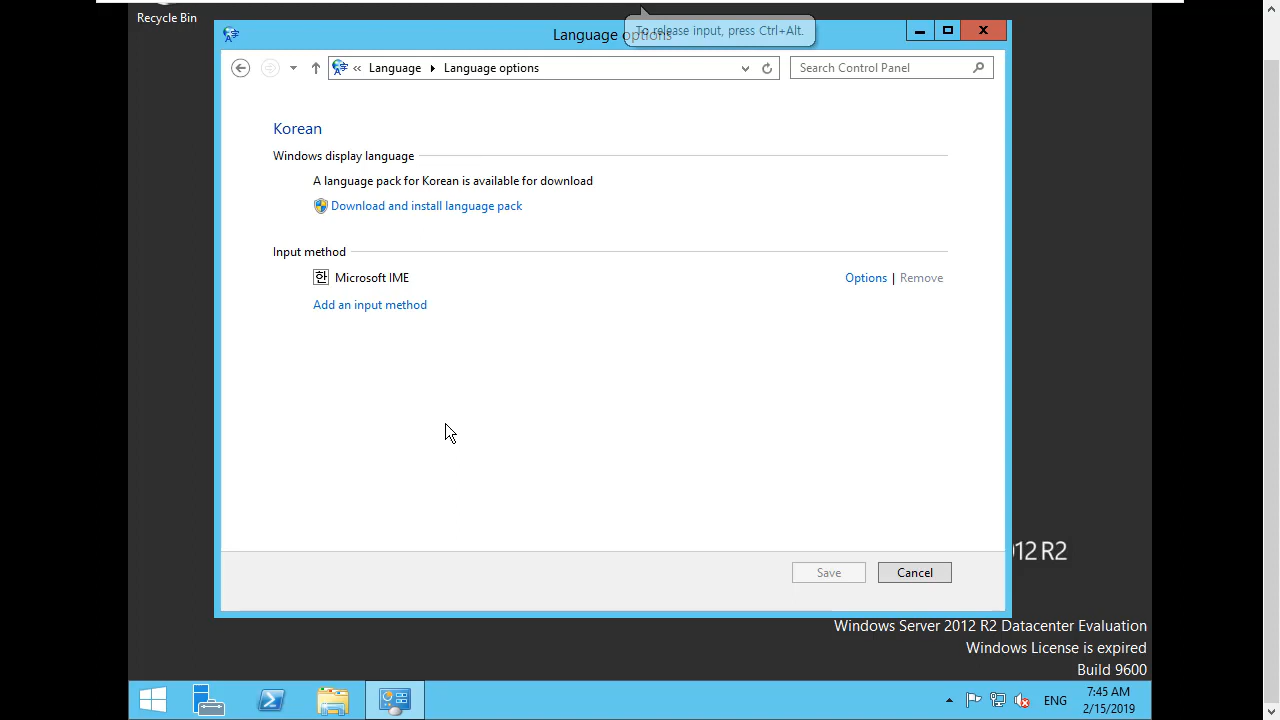 Recycle Bin
To release input, press Ctrl+Alt.
Language options
« Language Language options
Search Control Panel
Korean
Windows display language
A language pack for Korean is available for download
Download and install language pack
Input method
한 Microsoft IME
Options | Remove
Add an input method
Save Cancel
012 R2
Windows Server 2012 R2 Datacenter Evaluation
Windows License is expired
Build 9600
ENG
7:45 AM
2/15/2019